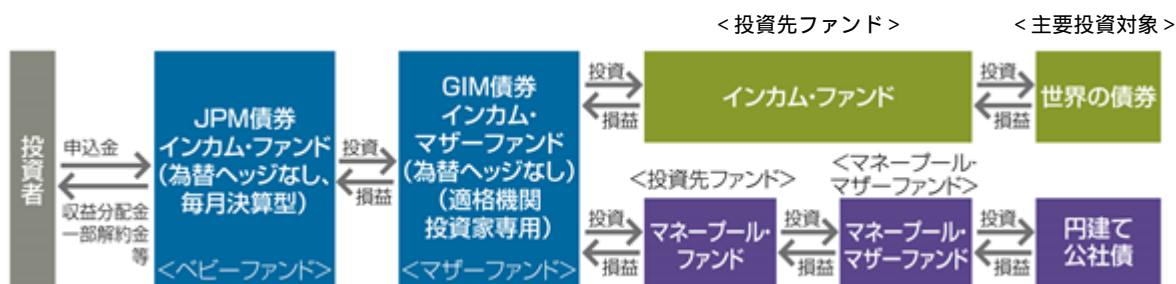 <投資先ファンド>
<主要投資対象>
投資者
申込金
収益分配金
一部解約金
等
JPM債券
インカム・ファンド
(為替ヘッジなし、
毎月決算型)
<ベビーファンド>
投資
損益
GIM債券
インカム・
マザーファンド
(為替ヘッジなし)
(適格機関
投資家専用)
<マザーファンド>
投資
損益
インカム・ファンド
投資
損益
世界の債券
投資
損益
<投資先ファンド>
マネープール・
ファンド
投資
損益
<マネープール・
マザーファンド>
マネープール・
マザーファンド
投資
損益
円建て
公社債